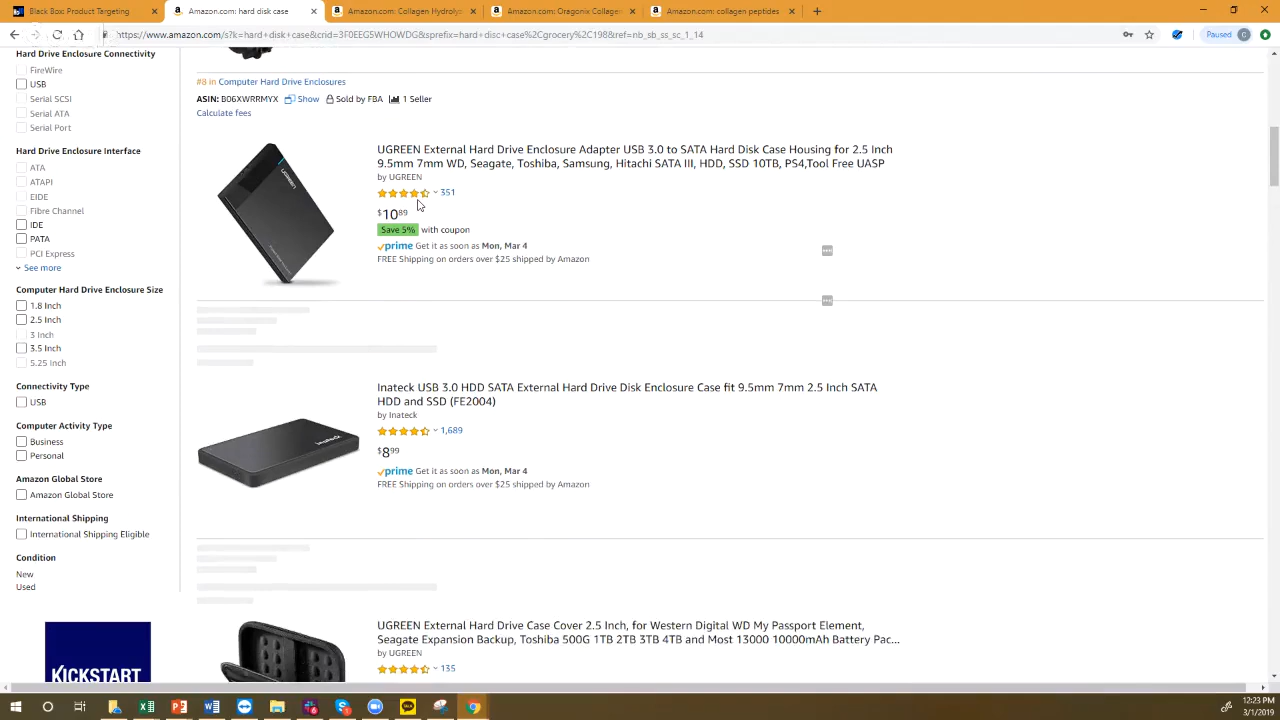 Black Box Product Targeting
Amazon.com: hard disk case
Amazon.com: Collagen Hydrolys
Amazon.com: Oragonix Collagen
Amazon.com: collagen peptides
https://www.amazon.com/s?k=hard+disk+case&crid=3F0EEG5WHOWDG&sprefix=hard+disc+case%2Cgrocery%2C198&ref=nb_sb_ss_sc_1_14
Paused
G
Hard Drive Enclosure Connectivity
FireWire
USB
Serial SCSI
Serial ATA
Serial Port
Hard Drive Enclosure Interface
ATA
ATAPI
EIDE
Fibre Channel
IDE
PATA
PCI Express
See more
Computer Hard Drive Enclosure Size
1.8 Inch
2.5 Inch
3 Inch
3.5 Inch
5.25 Inch
Connectivity Type
USB
Computer Activity Type
Business
Personal
Amazon Global Store
Amazon Global Store
International Shipping
International Shipping Eligible
Condition
New
Used
KICKSTART
#8 in Computer Hard Drive Enclosures
ASIN: B06XWRRMYX Show Sold by FBA 1 Seller
Calculate fees
UGREEN
UGREEN External Hard Drive Enclosure Adapter USB 3.0 to SATA Hard Disk Case Housing for 2.5 Inch
9.5mm 7mm WD, Seagate, Toshiba, Samsung, Hitachi SATA III, HDD, SSD 10TB, PS4,Tool Free UASP
by UGREEN
351
$10 89
Save 5% with coupon
prime Get it as soon as Mon, Mar 4
FREE Shipping on orders over $25 shipped by Amazon
Inateck
Inateck USB 3.0 HDD SATA External Hard Drive Disk Enclosure Case fit 9.5mm 7mm 2.5 Inch SATA
HDD and SSD (FE2004)
by Inateck
1,689
$8 99
prime Get it as soon as Mon, Mar 4
FREE Shipping on orders over $25 shipped by Amazon
UGREEN External Hard Drive Case Cover 2.5 Inch, for Western Digital WD My Passport Element,
Seagate Expansion Backup, Toshiba 500G 1TB 2TB 3TB 4TB and Most 13000 10000mAh Battery Pac...
by UGREEN
135
12:23 PM
3/1/2019